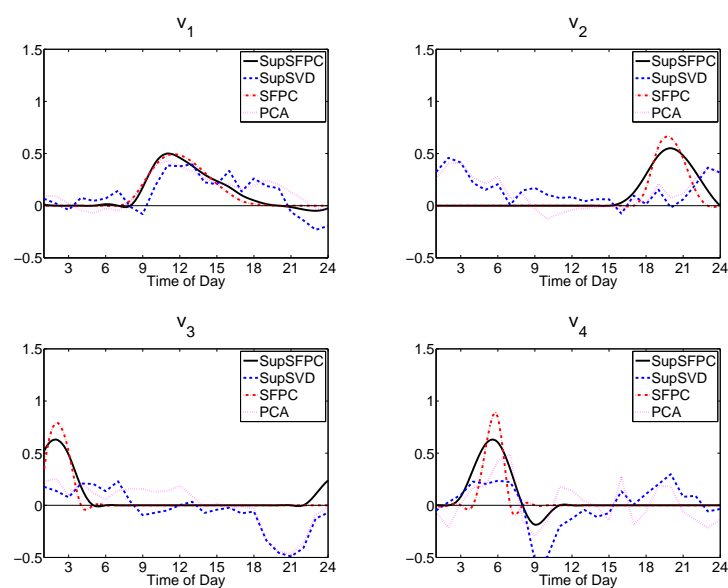 v1
1.5
1
0.5
0
−0.5
3 6 9 12 15 18 21 24
Time of Day
SupSFPC
SupSVD
SFPC
PCA
v2
1.5
1
0.5
0
−0.5
3 6 9 12 15 18 21 24
Time of Day
SupSFPC
SupSVD
SFPC
PCA
v3
1.5
1
0.5
0
−0.5
3 6 9 12 15 18 21 24
Time of Day
SupSFPC
SupSVD
SFPC
PCA
v4
1.5
1
0.5
0
−0.5
3 6 9 12 15 18 21 24
Time of Day
SupSFPC
SupSVD
SFPC
PCA